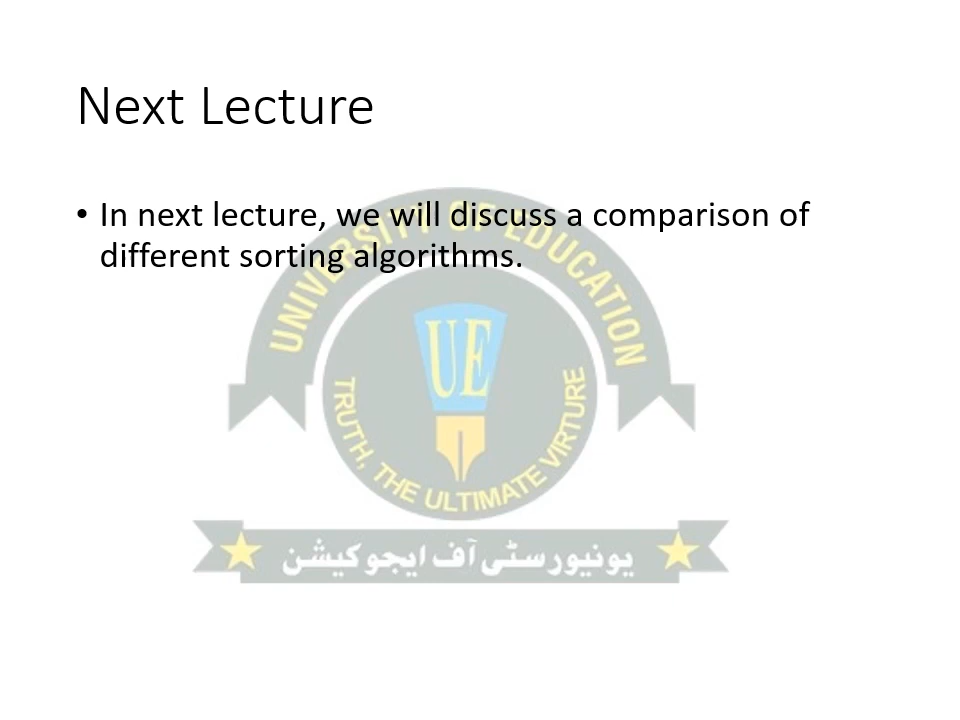 Next Lecture
• In next lecture, we will discuss a comparison of
different sorting algorithms.
UNIVERSITY OF EDUCATION
UE
TRUTH, THE ULTIMATE VIRTURE
یونیورسٹی آف ایجوکیشن